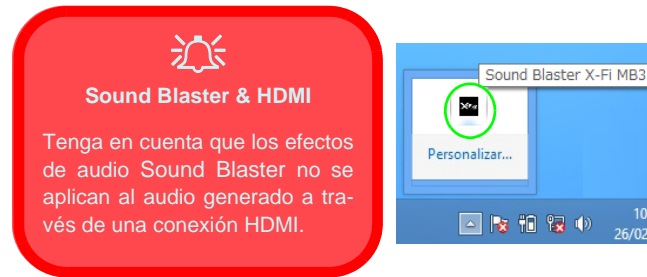 Sound Blaster & HDMI
Tenga en cuenta que los efectos
de audio Sound Blaster no se
aplican al audio generado a tra-
vés de una conexión HDMI.
Sound Blaster X-Fi MB3
Personalizar...
10
26/02